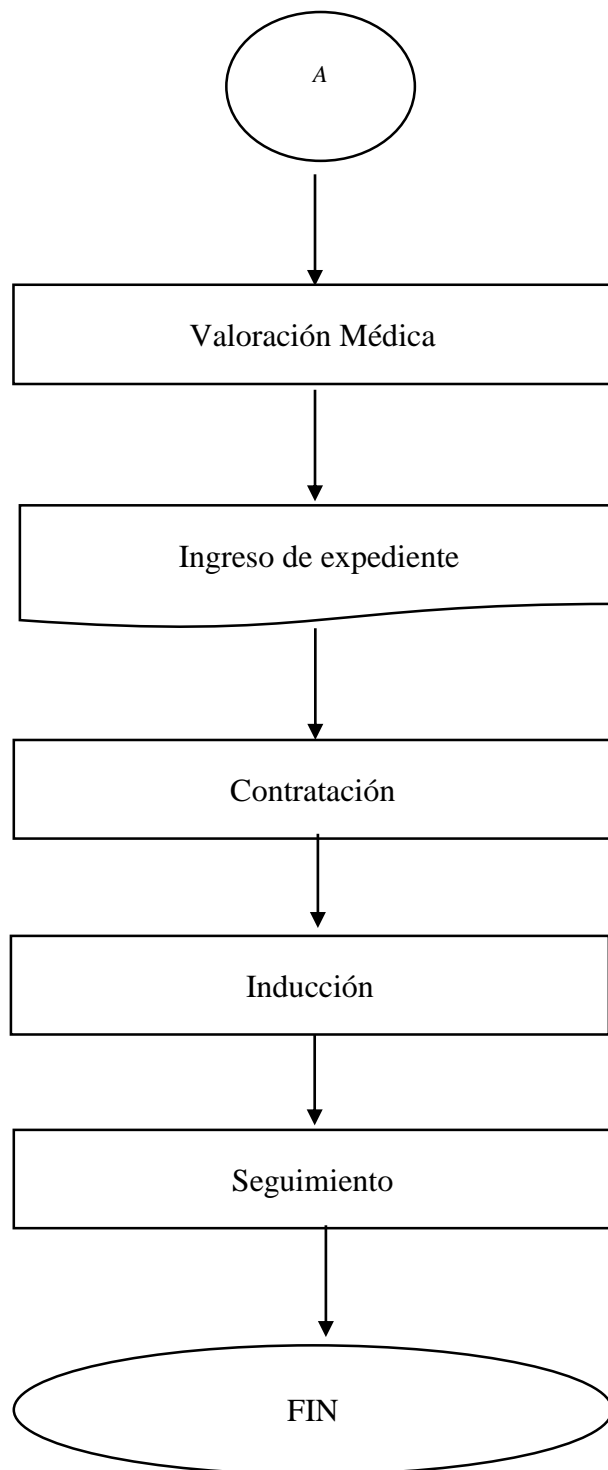 A
Valoración Médica
Ingreso de expediente
Contratación
Inducción
Seguimiento
FIN